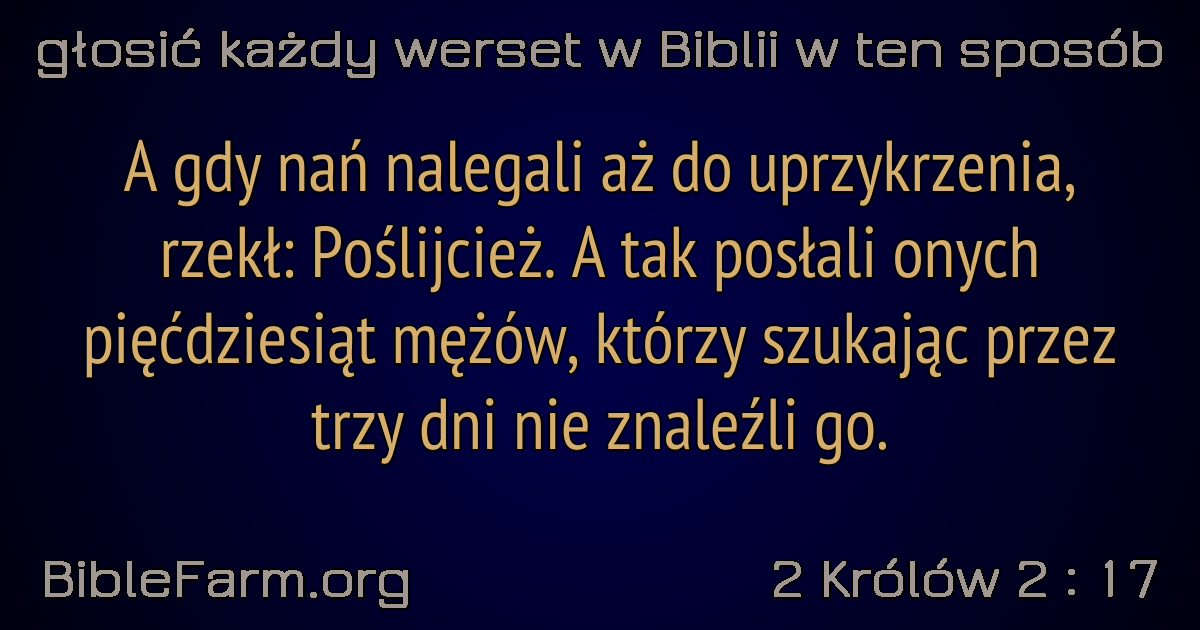 głosić każdy werset w Biblii w ten sposób
A gdy nań nalegali aż do uprzykrzenia,
rzekł: Poślijcież. A tak posłali onych
pięćdziesiąt mężów, którzy szukając przez
trzy dni nie znaleźli go.
BibleFarm.org
2 Królów 2 : 17